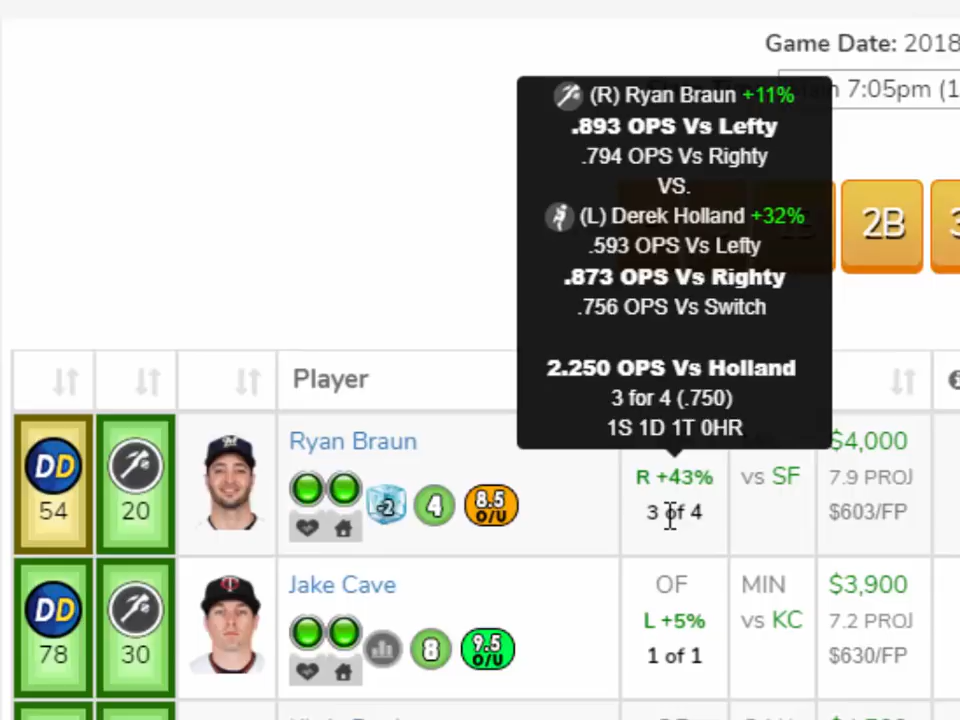 Game Date: 2018
7:05pm (1
(R) Ryan Braun +11%
.893 OPS Vs Lefty
.794 OPS Vs Righty
VS.
(L) Derek Holland +32%
.593 OPS Vs Lefty
.873 OPS Vs Righty
.756 OPS Vs Switch
2.250 OPS Vs Holland
3 for 4 (.750)
1S 1D 1T 0HR
2B
3
Player
DD
54
20
Ryan Braun
-2
4
8.5
O/U
R +43%
3 of 4
vs SF
$4,000
7.9 PROJ
$603/FP
DD
78
30
Jake Cave
8
9.5
O/U
OF
L +5%
1 of 1
MIN
vs KC
$3,900
7.2 PROJ
$630/FP